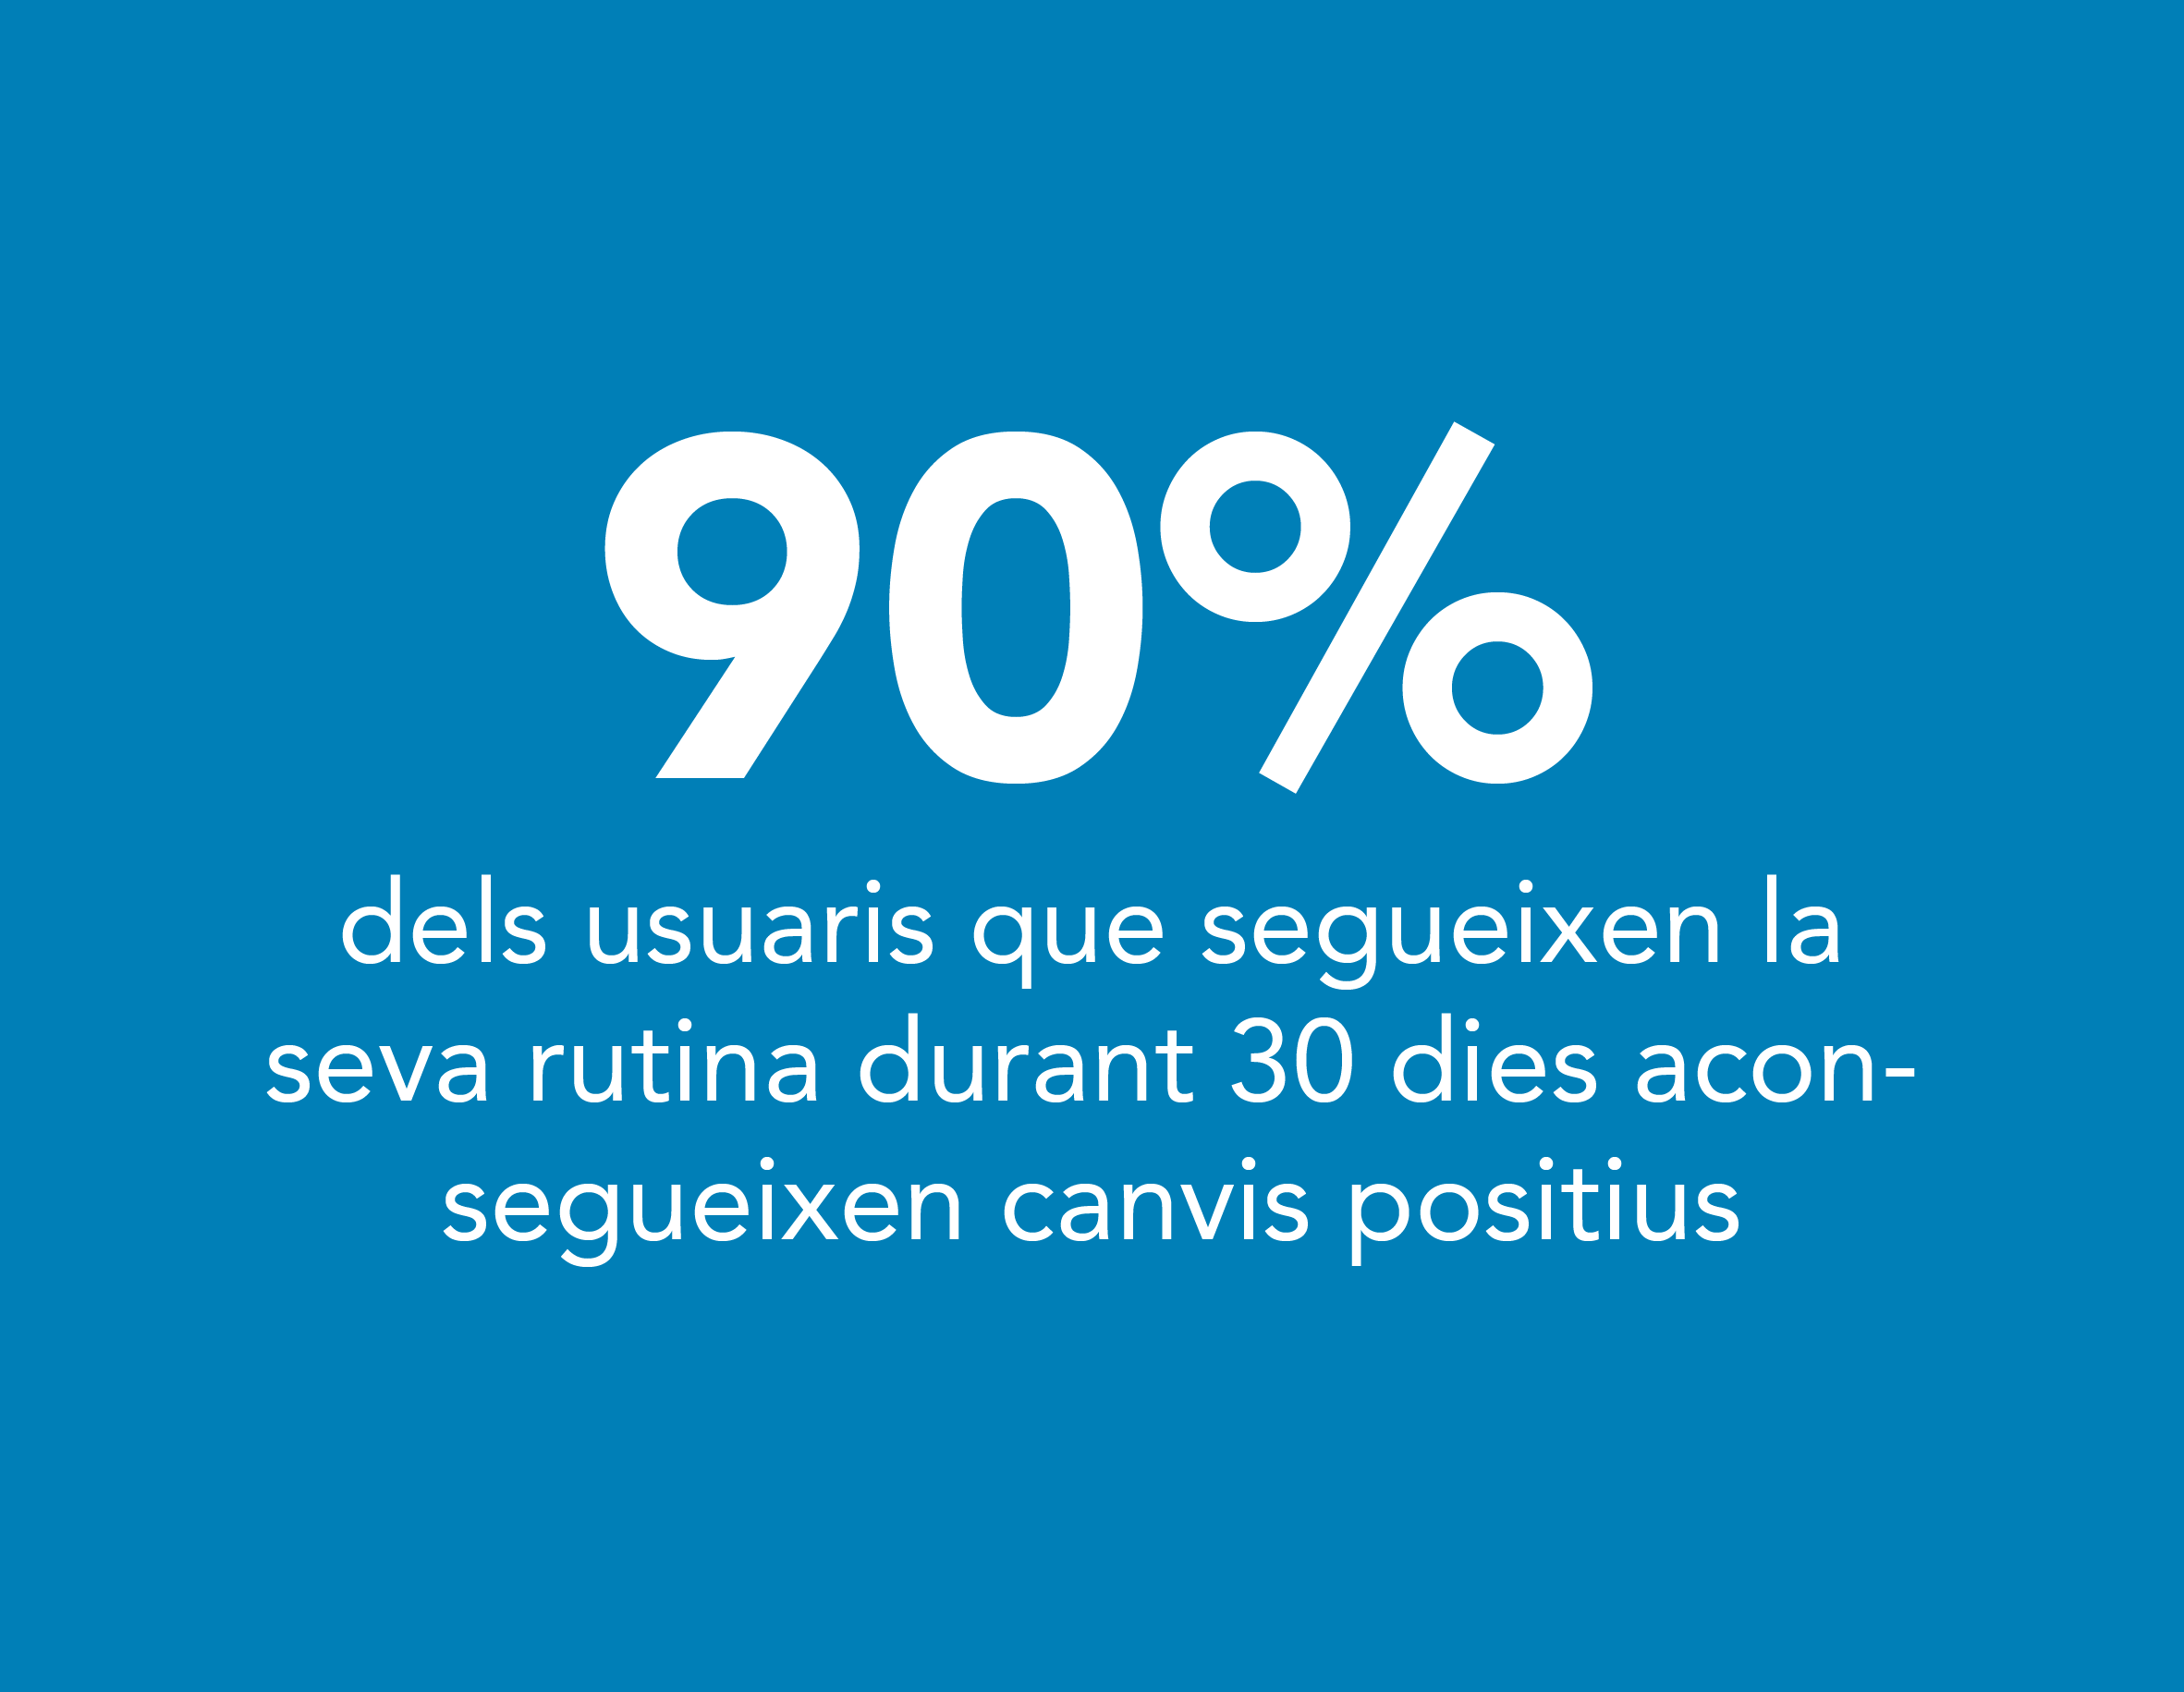 90%
dels usuaris que segueixen la
seva rutina durant 30 dies acon-
segueixen canvis positius